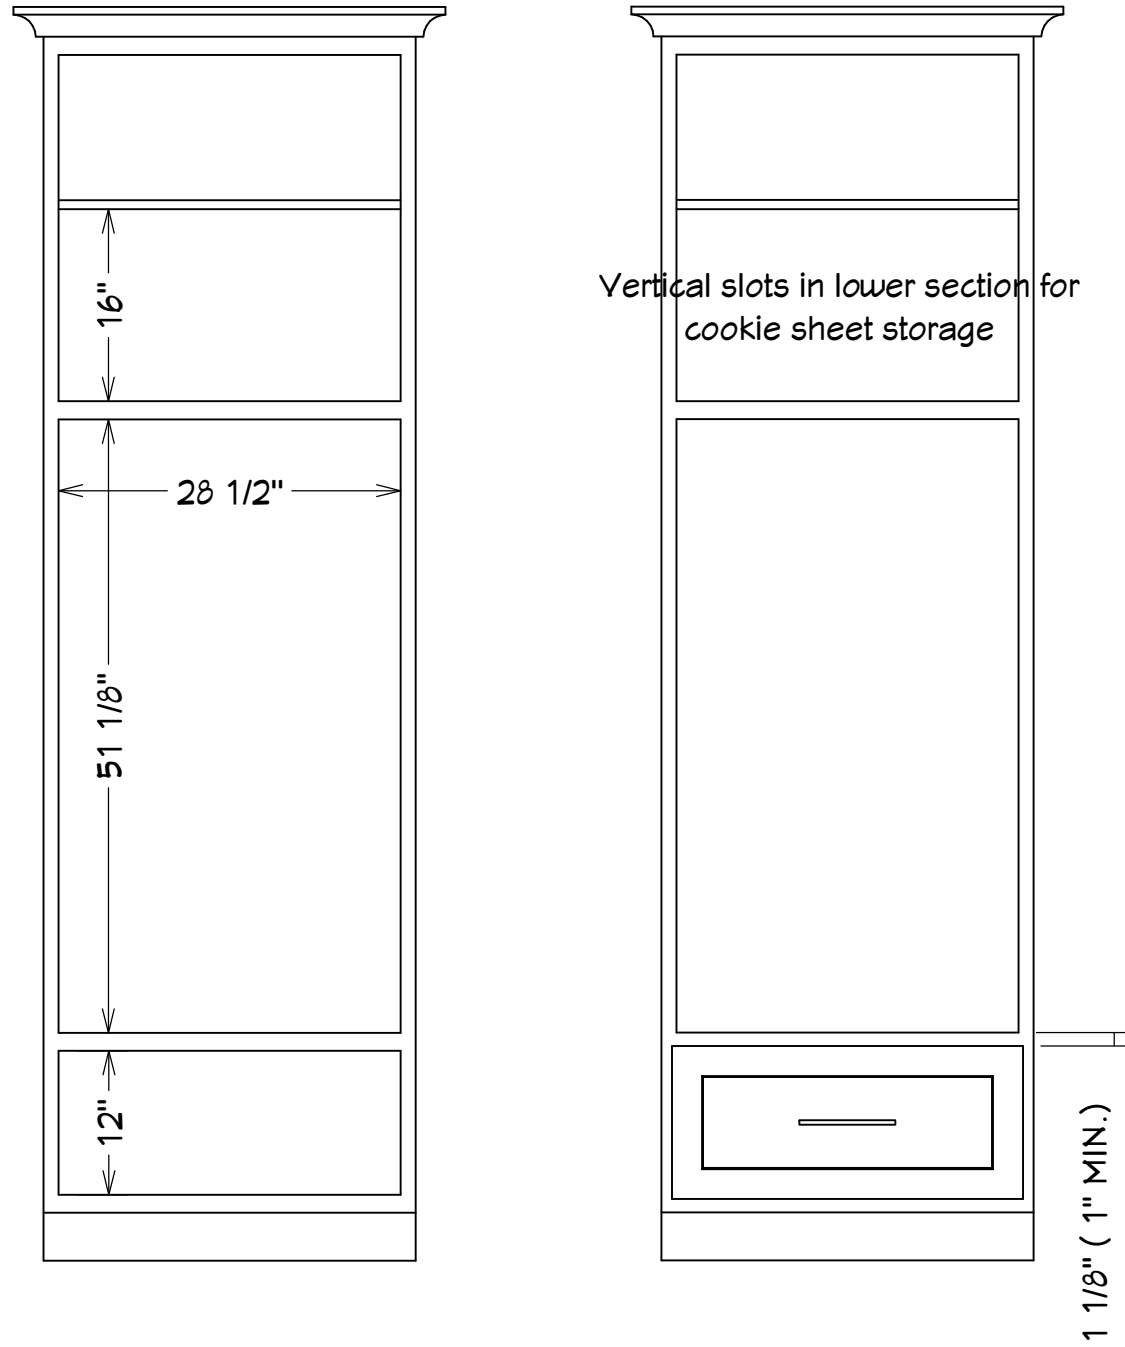 16"
Vertical slots in lower section for
cookie sheet storage
28 1/2"
51 1/8"
12"
1 1/8" ( 1" MIN.)